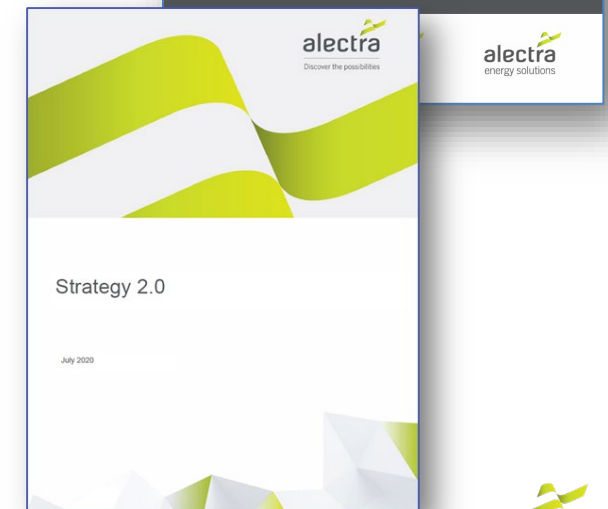 alectra
Discover the possibilities
alectra
energy solutions
Strategy 2.0
July 2020